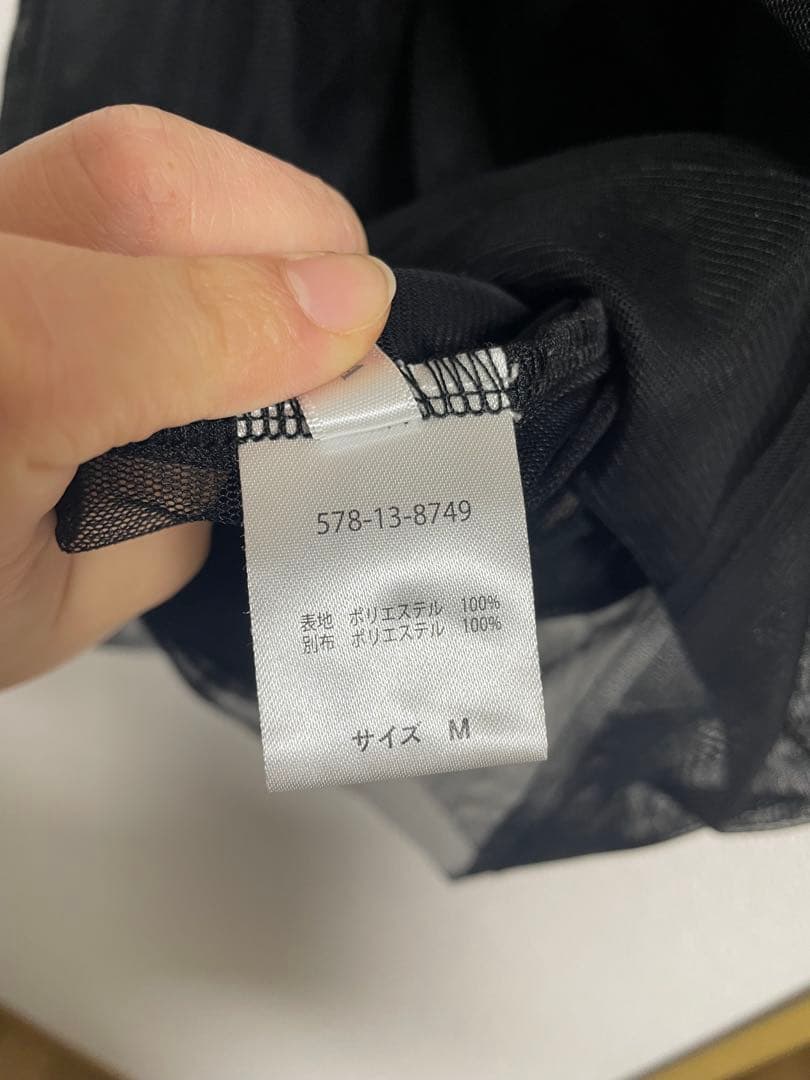 578-13-8749
表地 ポリエステル 100%
別布 ポリエステル 100%
サイズ M